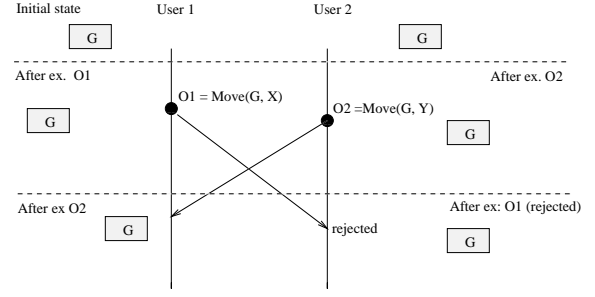 Initial state
User 1
User 2
G
G
After ex. O1
After ex. O2
O1 = Move(G, X)
O2 =Move(G, Y)
G
G
After ex O2
After ex: O1 (rejected)
G
rejected
G